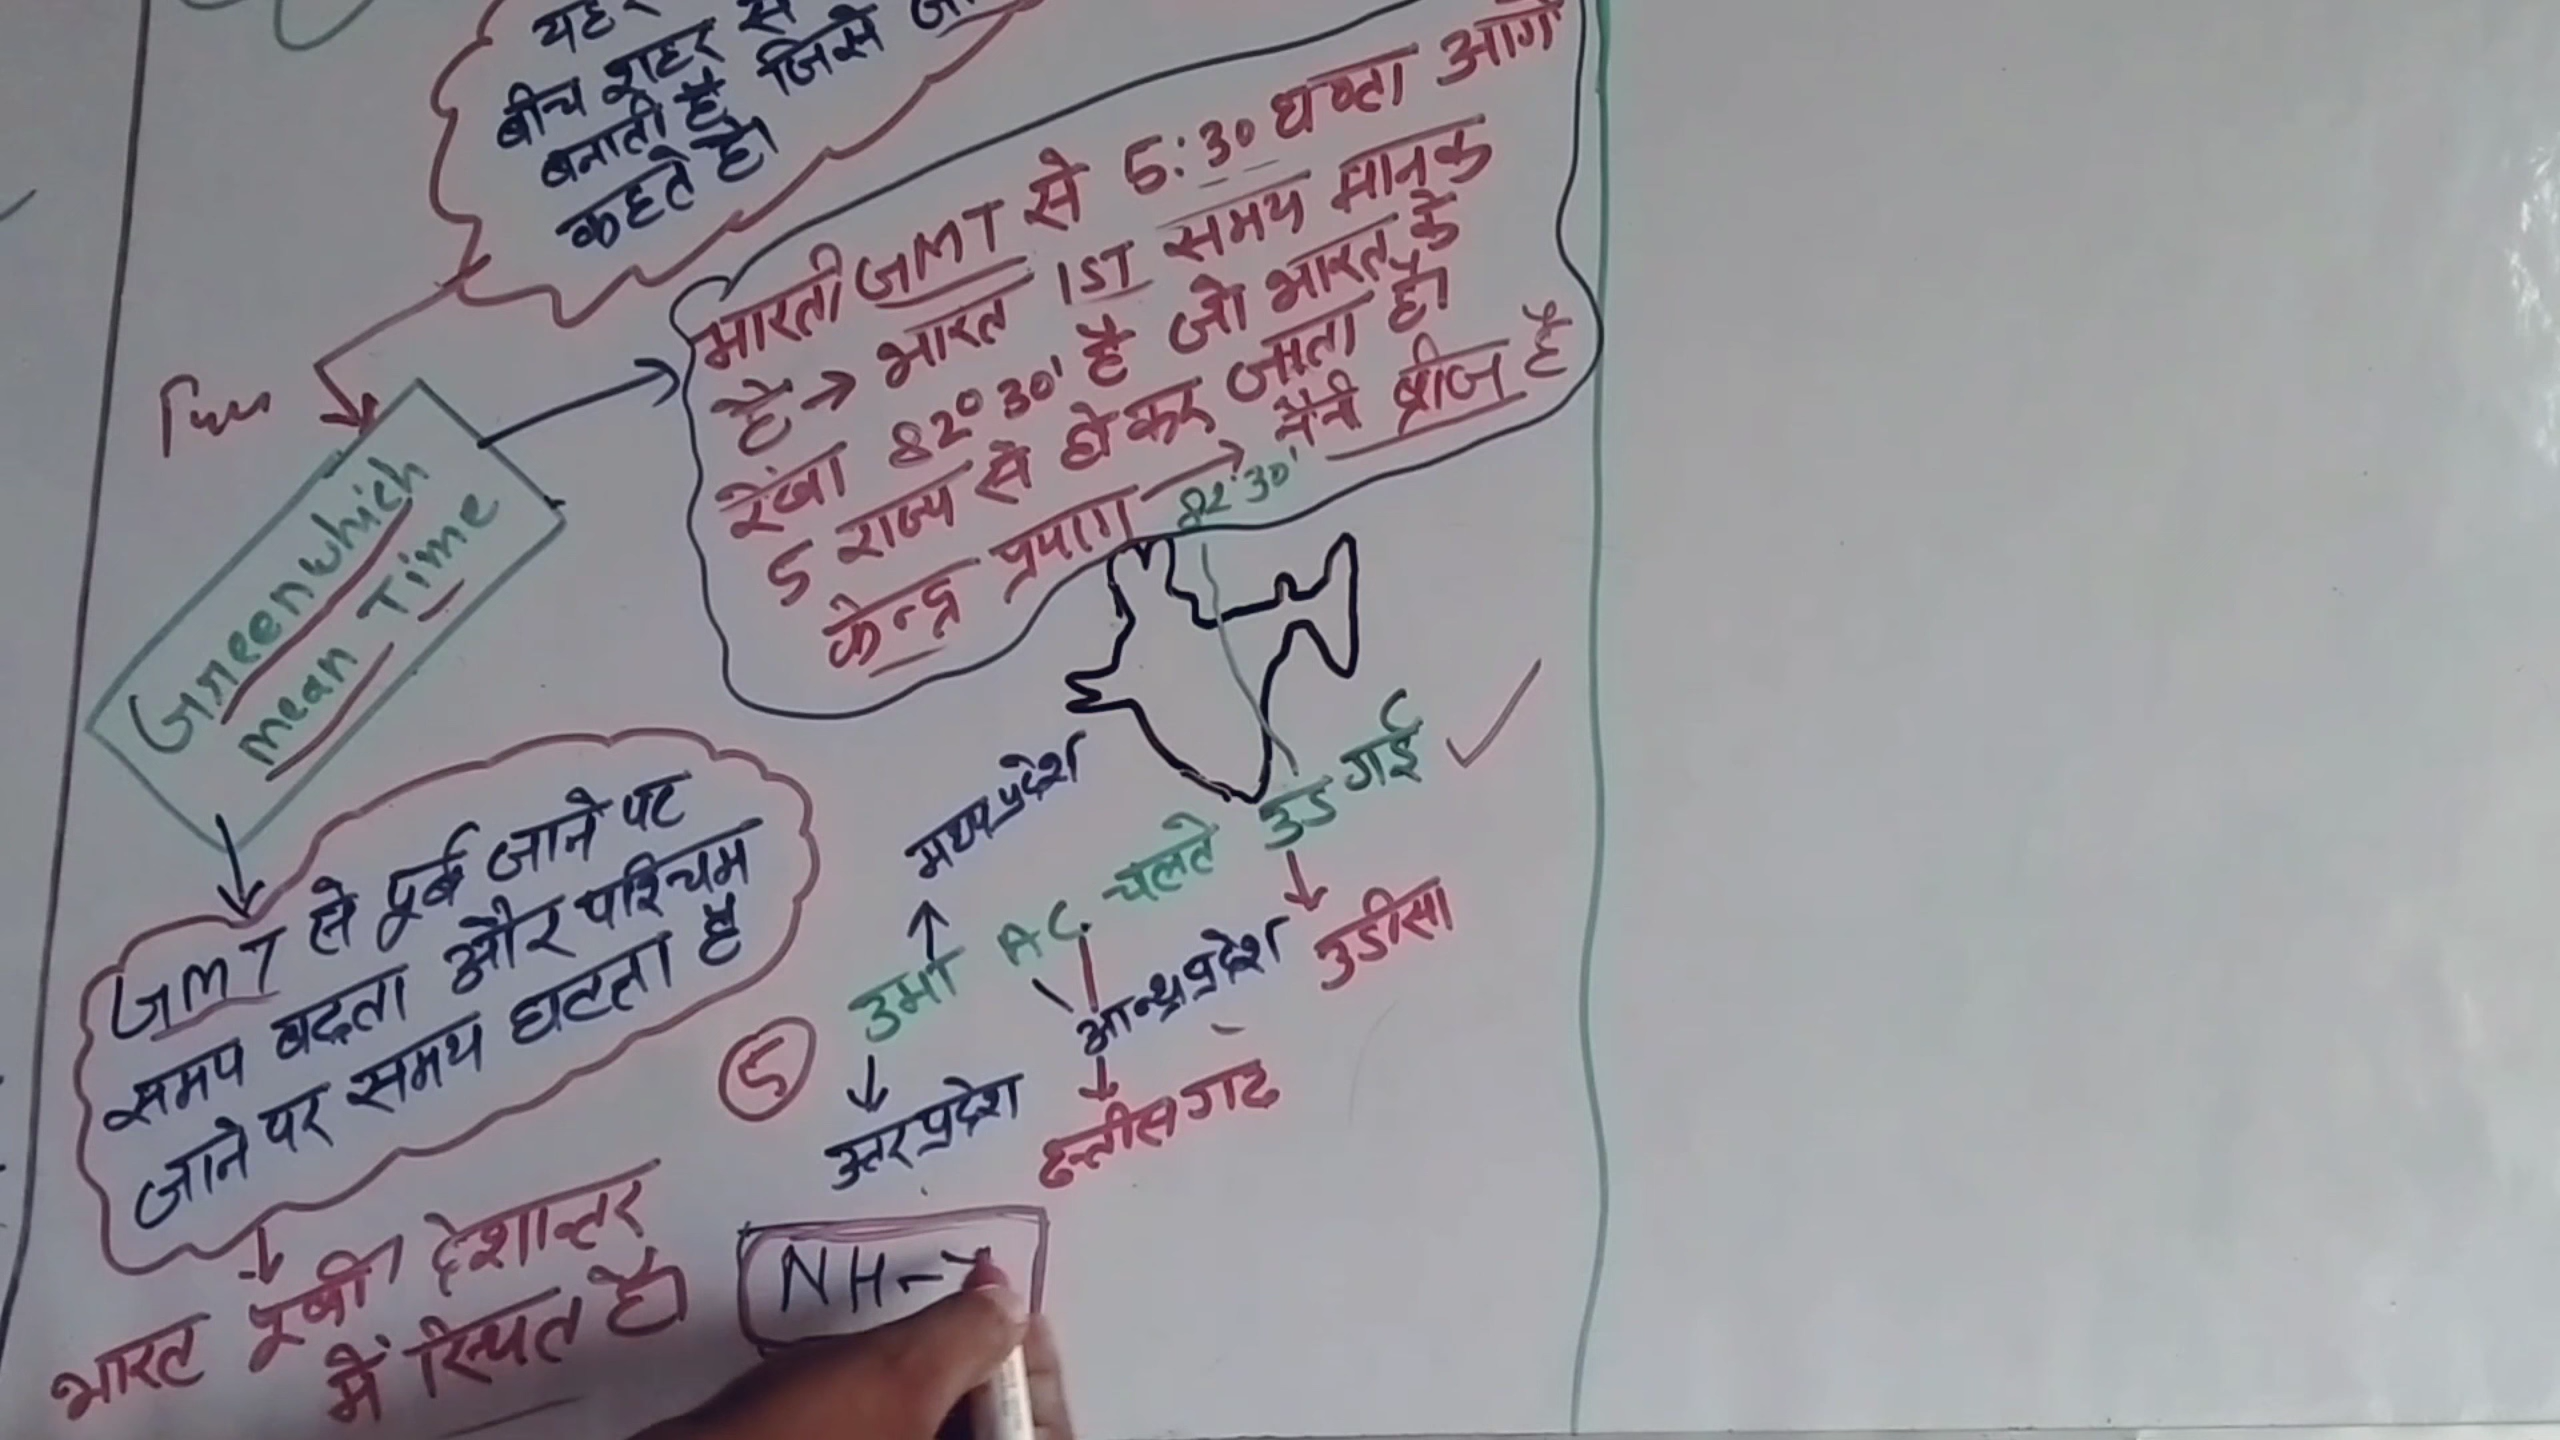 बीच शहर से
बनाती है जिसे
कहते है।
भारती GMT से 5:30 घण्टा आगे
है → भारत IST समय मानक
रेखा 82° 30' है जो भारत के
5 राज्य से होकर जाता है।
केन्द्र प्रयाग → नैनी ब्रीज है
82°30'
Greenwhich
mean Time
GMT से पूर्व जाने पर
समय बढ़ता और पश्चिम
जाने पर समय घटता है
भारत पूर्बी देशान्तर
में स्थित है।
मध्यप्रदेश
उमा AC चलते उड गई
5
आन्ध्रप्रदेश
उडीसा
उत्तरप्रदेश
छत्तीसगढ
NH-